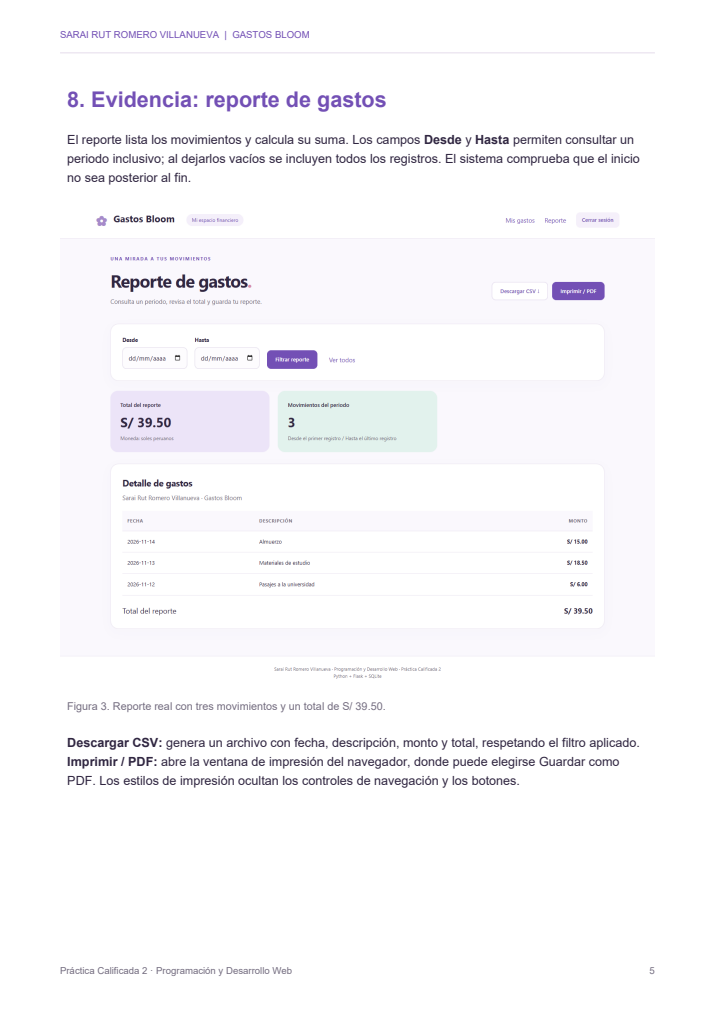 SARAI RUT ROMERO VILLANUEVA | GASTOS BLOOM
8. Evidencia: reporte de gastos
El reporte lista los movimientos y calcula su suma. Los campos Desde y Hasta permiten consultar un
periodo inclusivo; al dejarlos vacíos se incluyen todos los registros. El sistema comprueba que el inicio
no sea posterior al fin.
Gastos Bloom Mi espacio financiero Mis gastos Reporte Cerrar sesión
UNA MIRADA A TUS MOVIMIENTOS
Reporte de gastos.
Descargar CSV ↓ Imprimir / PDF
Consulta un periodo, revisa el total y guarda tu reporte.
Desde Hasta
dd/mm/aaaa dd/mm/aaaa Filtrar reporte Ver todos
Total del reporte
S/ 39.50
Moneda: soles peruanos
Movimientos del periodo
3
Desde el primer registro / Hasta el último registro
Detalle de gastos
Sarai Rut Romero Villanueva · Gastos Bloom
FECHA DESCRIPCIÓN MONTO
2026-11-14 Almuerzo S/ 15.00
2026-11-13 Materiales de estudio S/ 18.50
2026-11-12 Pasajes a la universidad S/ 6.00
Total del reporte S/ 39.50
Sarai Rut Romero Villanueva · Programación y Desarrollo Web · Práctica Calificada 2
Python + Flask + SQLite
Figura 3. Reporte real con tres movimientos y un total de S/ 39.50.
Descargar CSV: genera un archivo con fecha, descripción, monto y total, respetando el filtro aplicado.
Imprimir / PDF: abre la ventana de impresión del navegador, donde puede elegirse Guardar como
PDF. Los estilos de impresión ocultan los controles de navegación y los botones.
Práctica Calificada 2 · Programación y Desarrollo Web 5